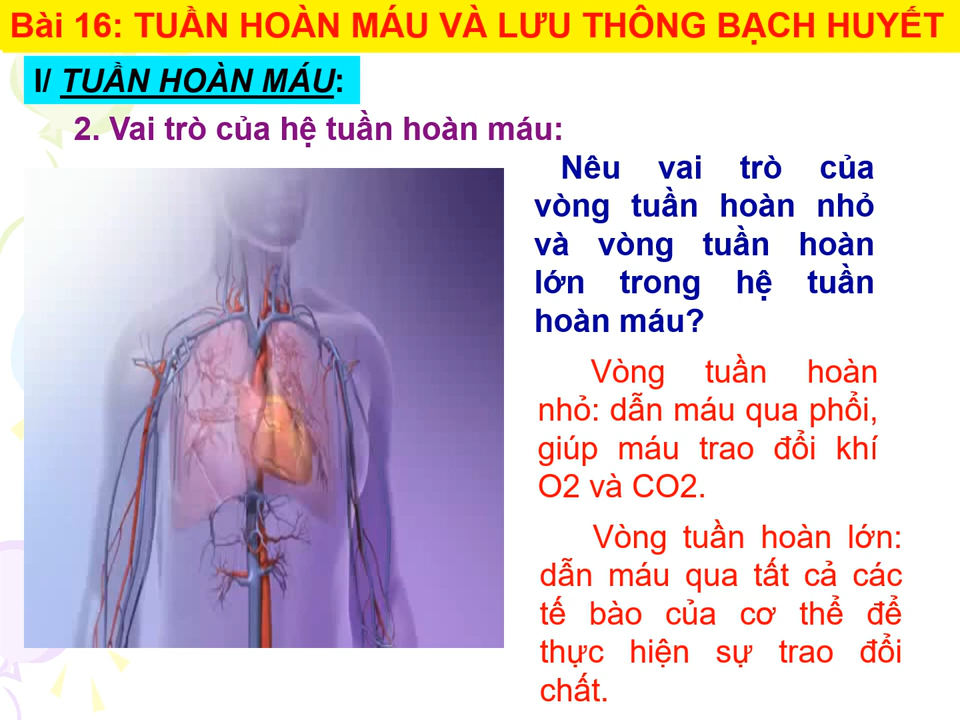 Bài 16: TUẦN HOÀN MÁU VÀ LƯU THÔNG BẠCH HUYẾT
I/ TUẦN HOÀN MÁU:
2. Vai trò của hệ tuần hoàn máu:
Nêu vai trò của
vòng tuần hoàn nhỏ
và vòng tuần hoàn
lớn trong hệ tuần
hoàn máu?
Vòng tuần hoàn
nhỏ: dẫn máu qua phổi,
giúp máu trao đổi khí
O2 và CO2.
Vòng tuần hoàn lớn:
dẫn máu qua tất cả các
tế bào của cơ thể để
thực hiện sự trao đổi
chất.